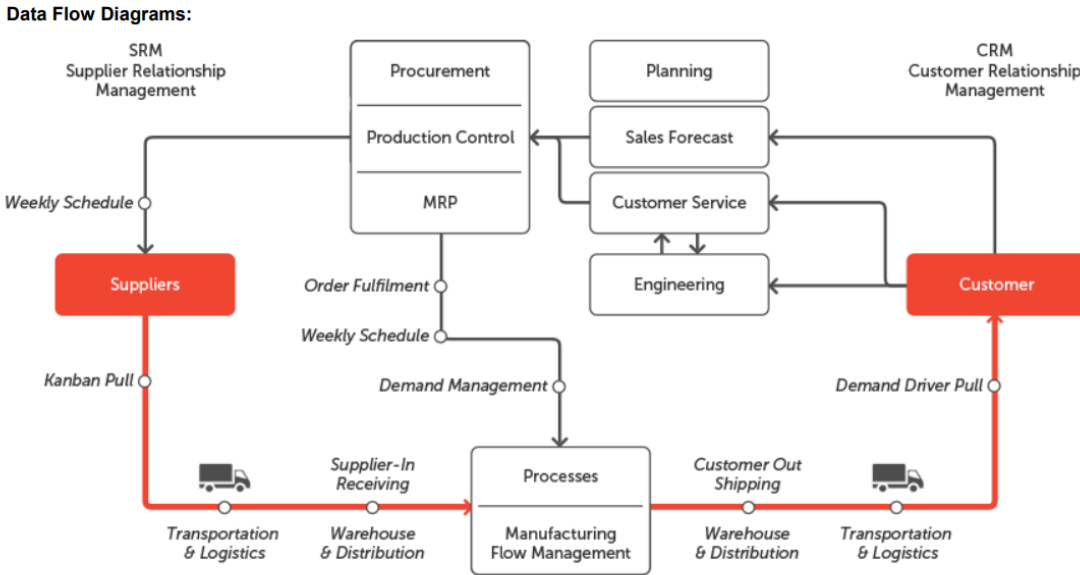 Data Flow Diagrams:
SRM
Supplier Relationship
Management
Procurement
Production Control
MRP
Planning
Sales Forecast
Customer Service
Engineering
CRM
Customer Relationship
Management
Weekly Schedule
Suppliers
Customer
Order Fulfilment
Weekly Schedule
Demand Management
Kanban Pull
Demand Driver Pull
Supplier-In
Receiving
Transportation
& Logistics
Warehouse
& Distribution
Processes
Manufacturing
Flow Management
Customer Out
Shipping
Warehouse
& Distribution
Transportation
& Logistics